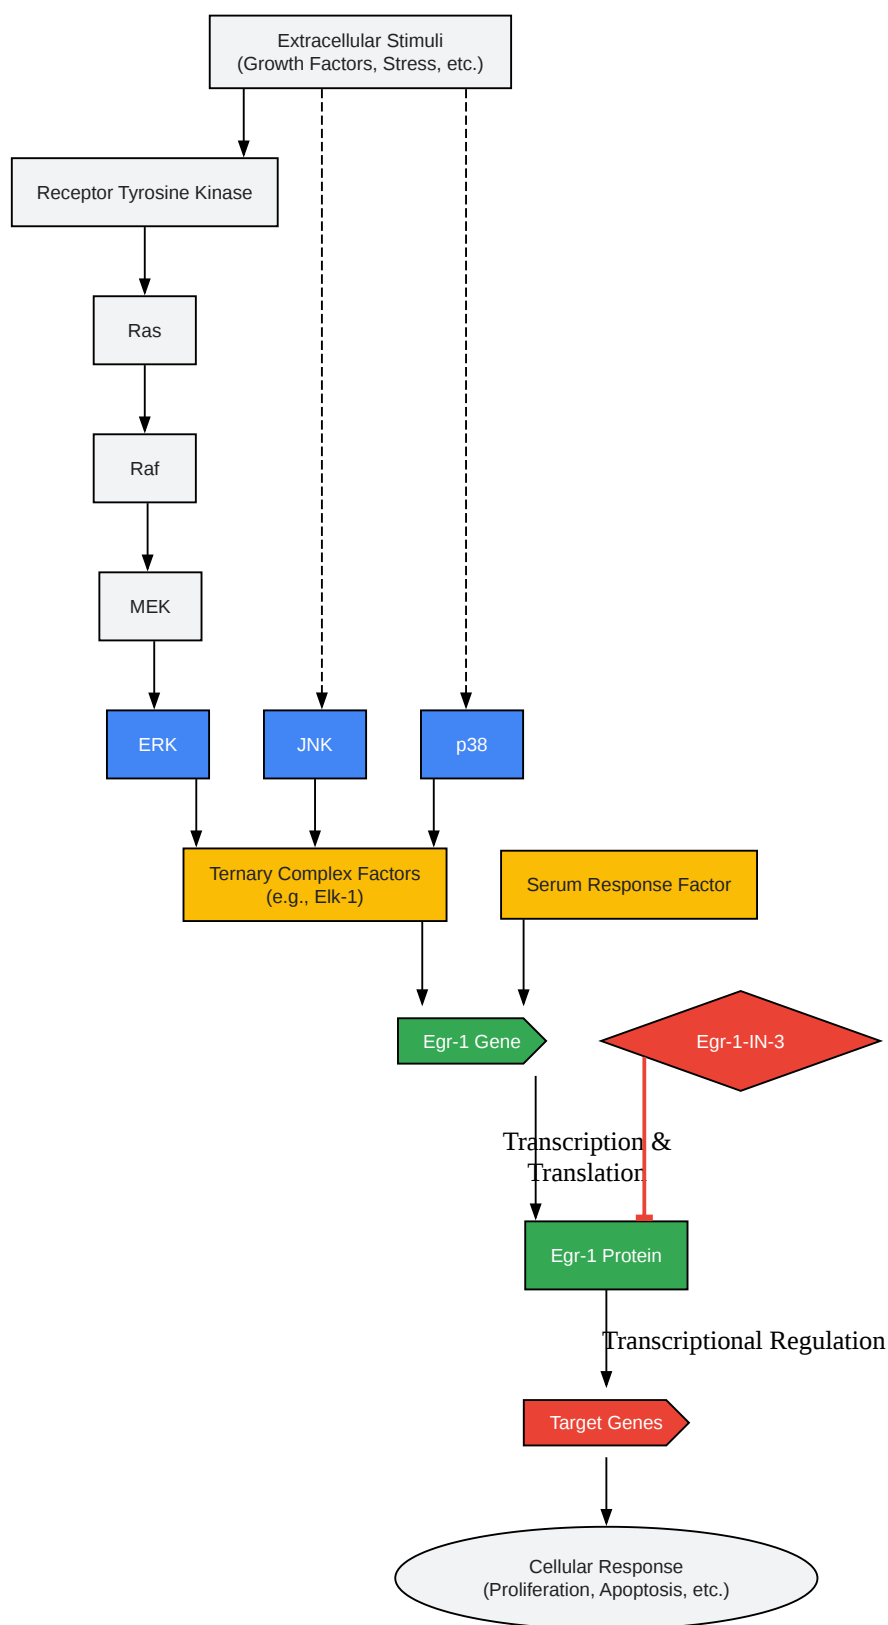 Extracellular Stimuli
(Growth Factors, Stress, etc.)
Receptor Tyrosine Kinase
Ras
Raf
MEK
ERK
JNK
p38
Ternary Complex Factors
(e.g., Elk-1)
Serum Response Factor
Egr-1 Gene
Egr-1-IN-3
Transcription &
Translation
Egr-1 Protein
Transcriptional Regulation
Target Genes
Cellular Response
(Proliferation, Apoptosis, etc.)